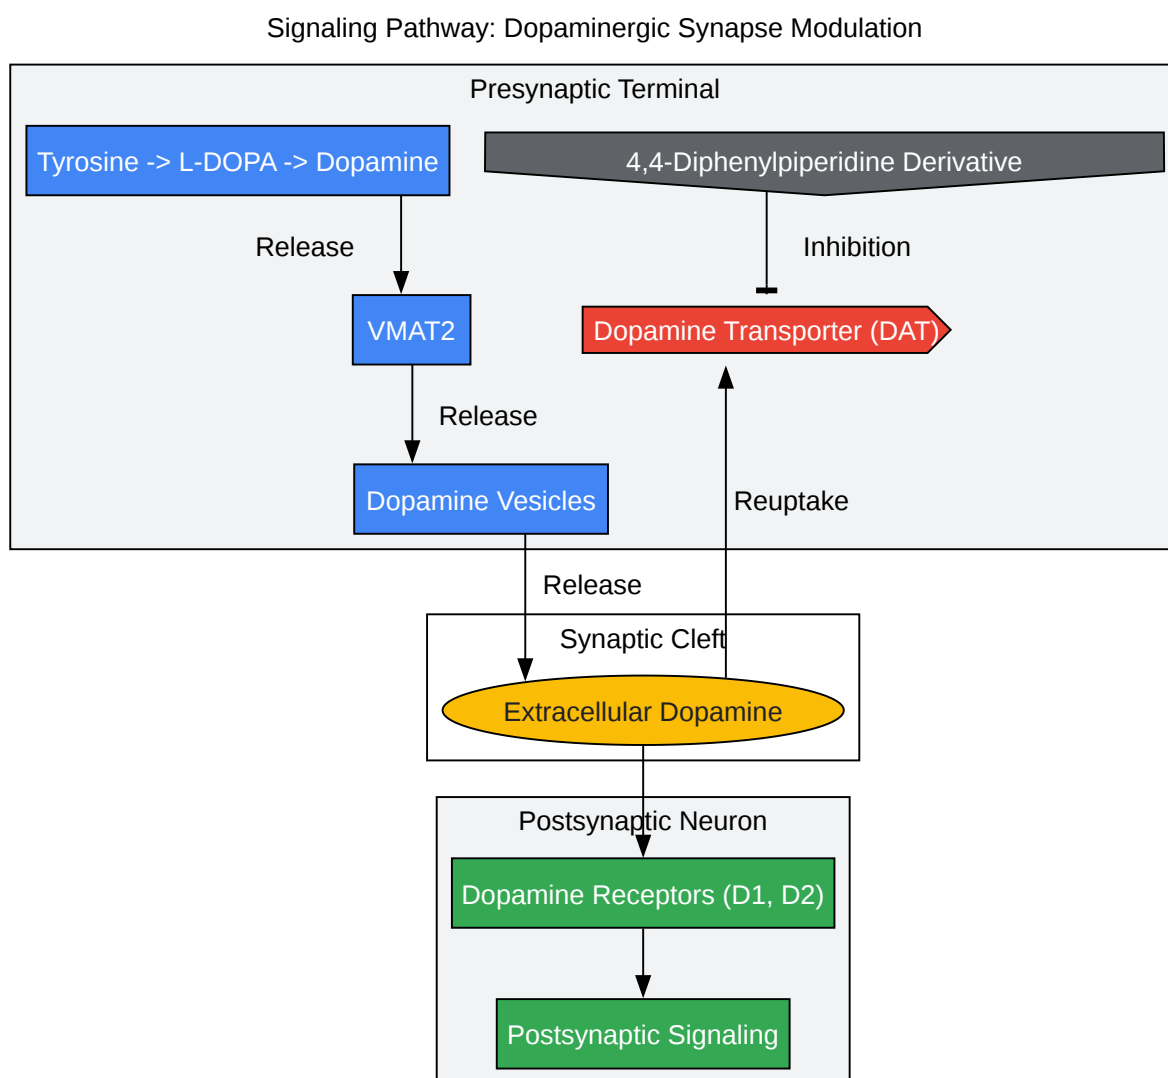 Signaling Pathway: Dopaminergic Synapse Modulation
Presynaptic Terminal
Tyrosine -> L-DOPA -> Dopamine
4,4-Diphenylpiperidine Derivative
Release
Inhibition
VMAT2
Dopamine Transporter (DAT)
Release
Dopamine Vesicles
Reuptake
Release
Synaptic Cleft
Extracellular Dopamine
Postsynaptic Neuron
Dopamine Receptors (D1, D2)
Postsynaptic Signaling